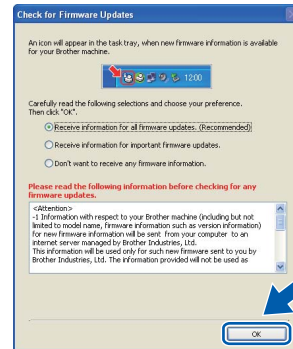 Check for Firmware Updates
An icon will appear in the task tray, when new firmware information is available
for your Brother machine.
12:00
Carefully read the following selections and choose your preference.
Then click "OK".
Receive information for all firmware updates. (Recommended)
Receive information for important firmware updates.
Don't want to receive any firmware information.
Please read the following information before checking for any
firmware updates.
<Attention>
-1 Information with respect to your Brother machine (including but not
limited to model name, firmware information such as version information)
for new firmware information will be sent from your computer to an
internet server managed by Brother Industries, Ltd.
This information will be used only for such new firmware sent to you by
Brother Industries, Ltd. The information provided will not be used as
OK